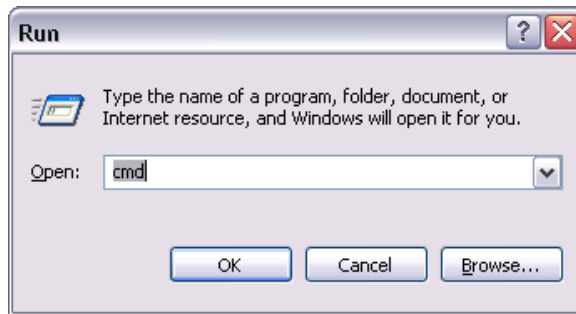 Run
Type the name of a program, folder, document, or
Internet resource, and Windows will open it for you.
Open: cmd
OK Cancel Browse...